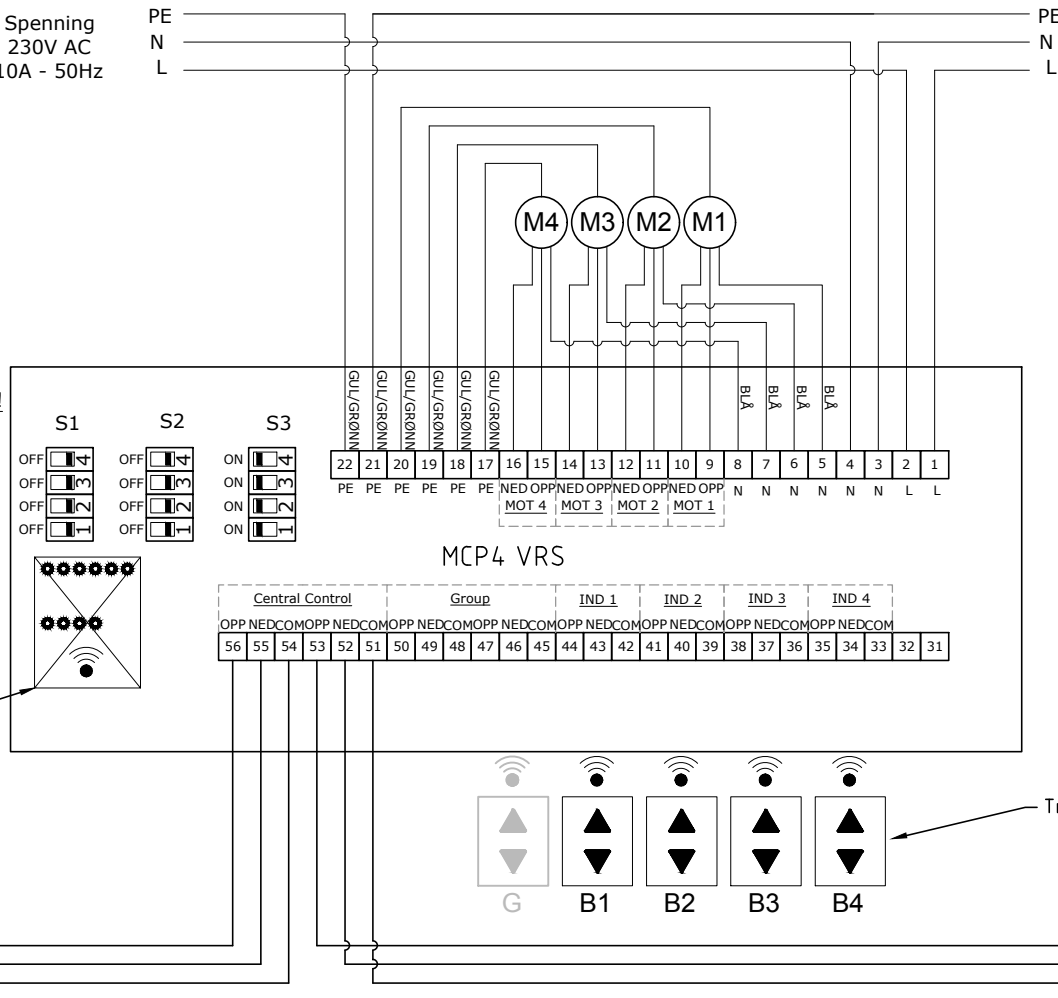 Spenning
230V AC
10A - 50Hz
PE
N
L
PE
N
L
M4 M3 M2 M1
S1 S2 S3
OFF 4 OFF 4 ON 4
OFF 3 OFF 3 ON 3
OFF 2 OFF 2 ON 2
OFF 1 OFF 1 ON 1
GUL/GRØNN GUL/GRØNN GUL/GRØNN GUL/GRØNN GUL/GRØNN GUL/GRØNN BLÅ BLÅ BLÅ BLÅ
22 21 20 19 18 17 16 15 14 13 12 11 10 9 8 7 6 5 4 3 2 1
PE PE PE PE PE PE NED OPP NED OPP NED OPP NED OPP N N N N N N L L
MOT 4 MOT 3 MOT 2 MOT 1
MCP4 VRS
Central Control Group IND 1 IND 2 IND 3 IND 4
OPP NED COM OPP NED COM OPP NED COM OPP NED COM OPP NED COM OPP NED COM OPP NED COM OPP NED COM
56 55 54 53 52 51 50 49 48 47 46 45 44 43 42 41 40 39 38 37 36 35 34 33 32 31
G B1 B2 B3 B4